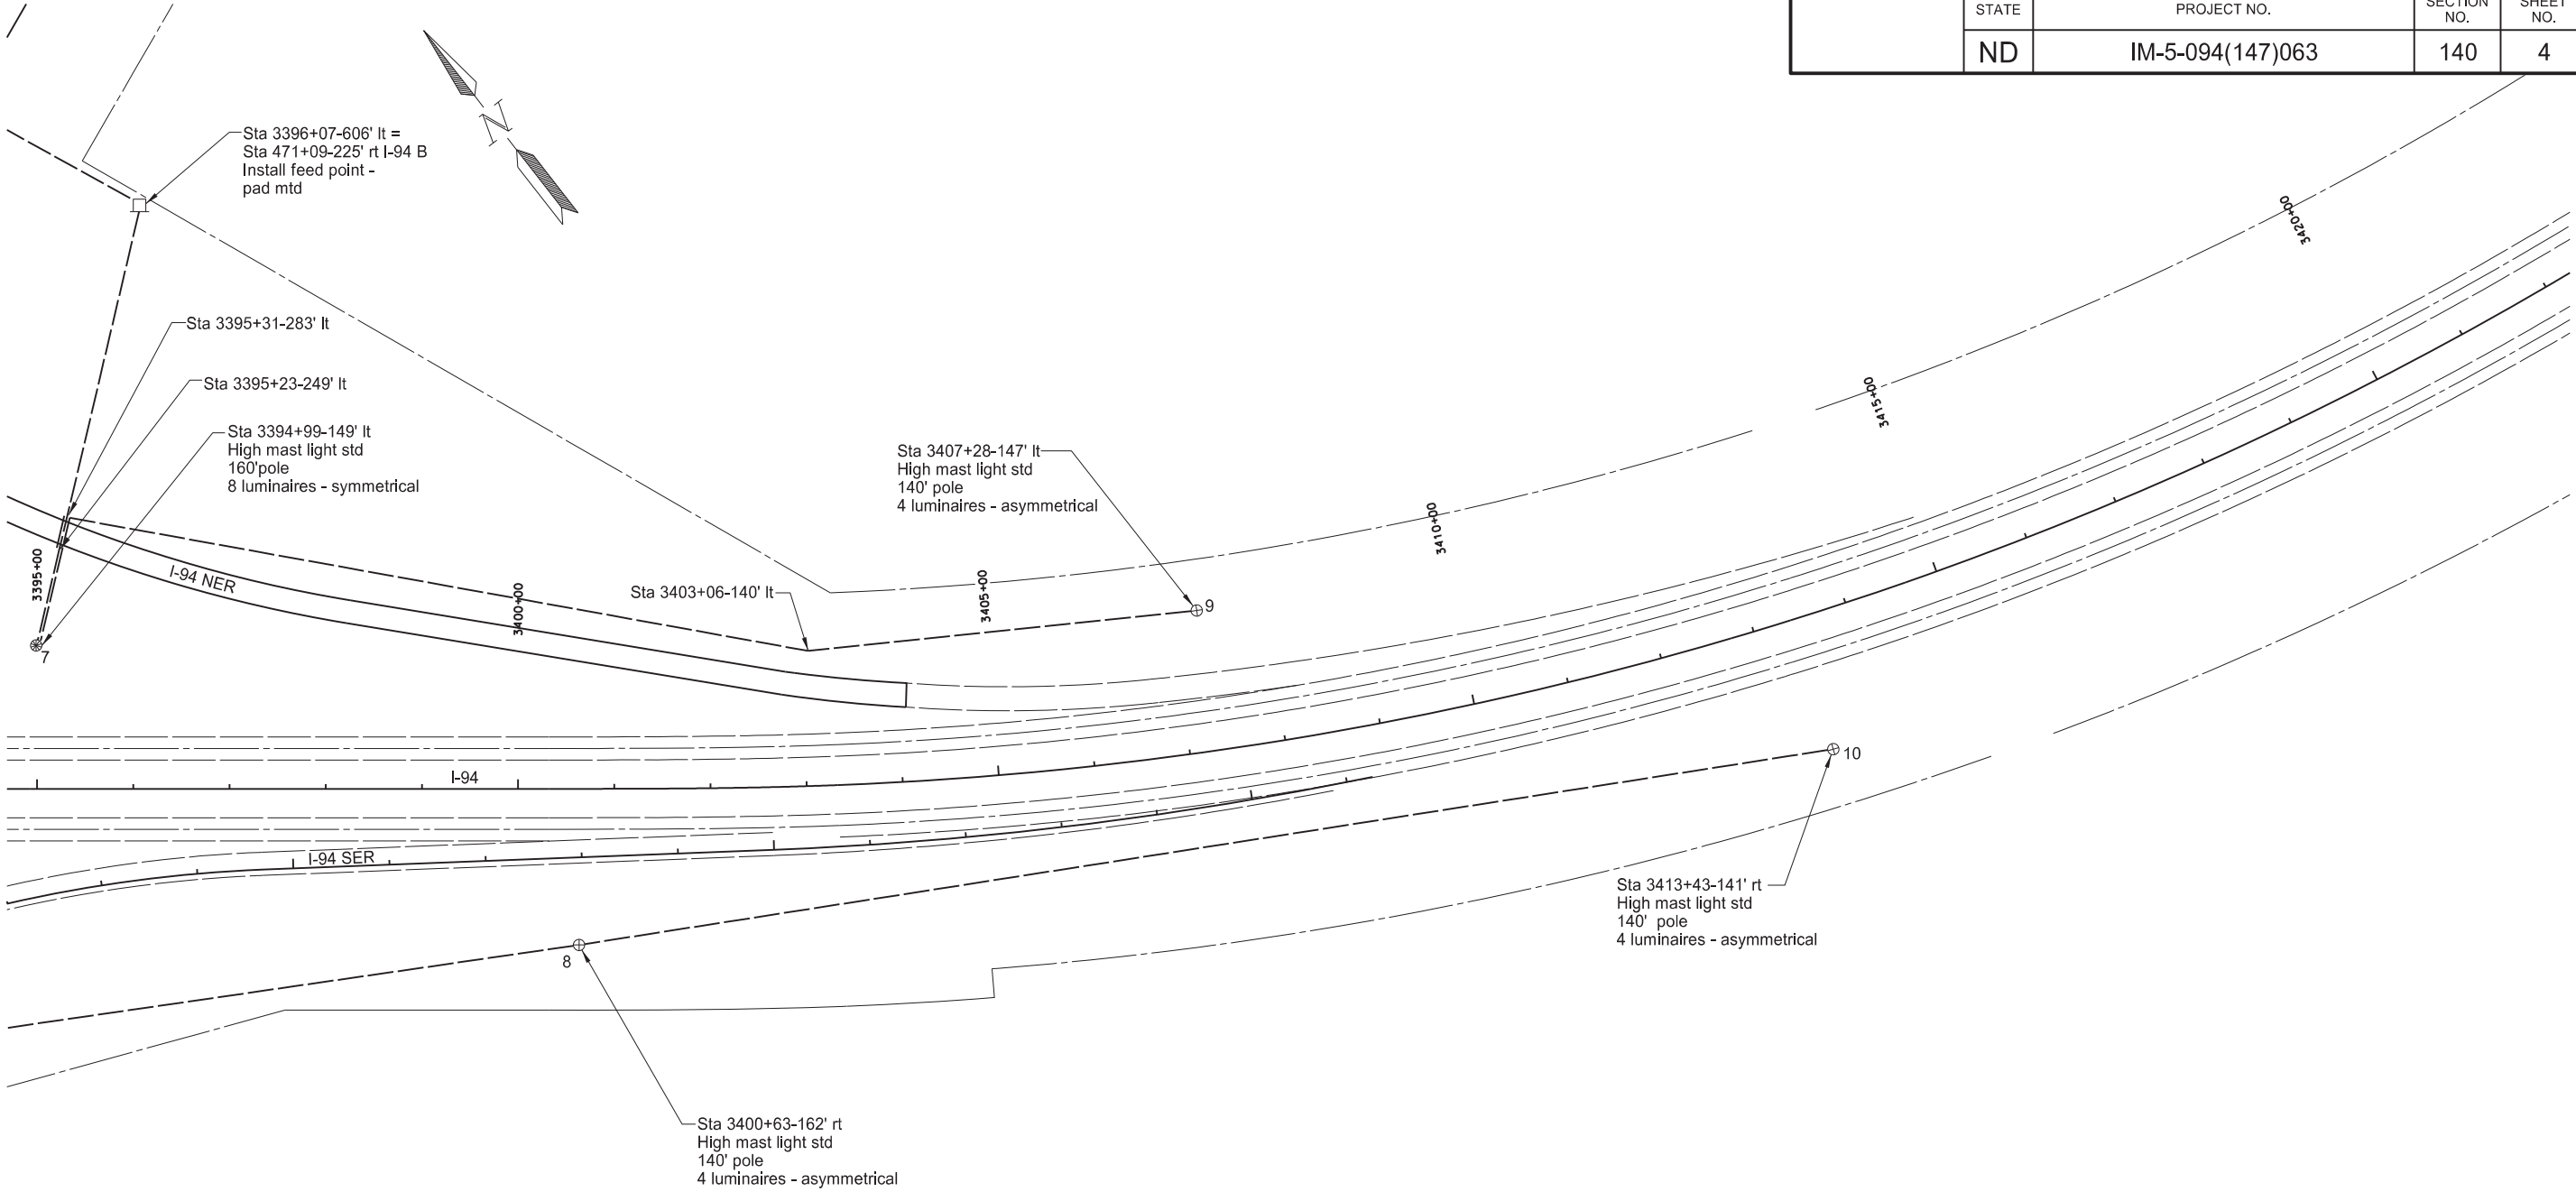 STATE
PROJECT NO.
SECTION NO.
SHEET NO.
ND
IM-5-094(147)063
140
4
N
Sta 3396+07-606' lt =
Sta 471+09-225' rt I-94 B
Install feed point -
pad mtd
Sta 3395+31-283' lt
Sta 3395+23-249' lt
Sta 3394+99-149' lt
High mast light std
160'pole
8 luminaires - symmetrical
Sta 3407+28-147' lt
High mast light std
140' pole
4 luminaires - asymmetrical
3420+00
3415+00
3410+00
3405+00
3400+00
3395+00
I-94 NER
Sta 3403+06-140' lt
9
7
10
I-94
I-94 SER
8
Sta 3413+43-141' rt
High mast light std
140' pole
4 luminaires - asymmetrical
Sta 3400+63-162' rt
High mast light std
140' pole
4 luminaires - asymmetrical